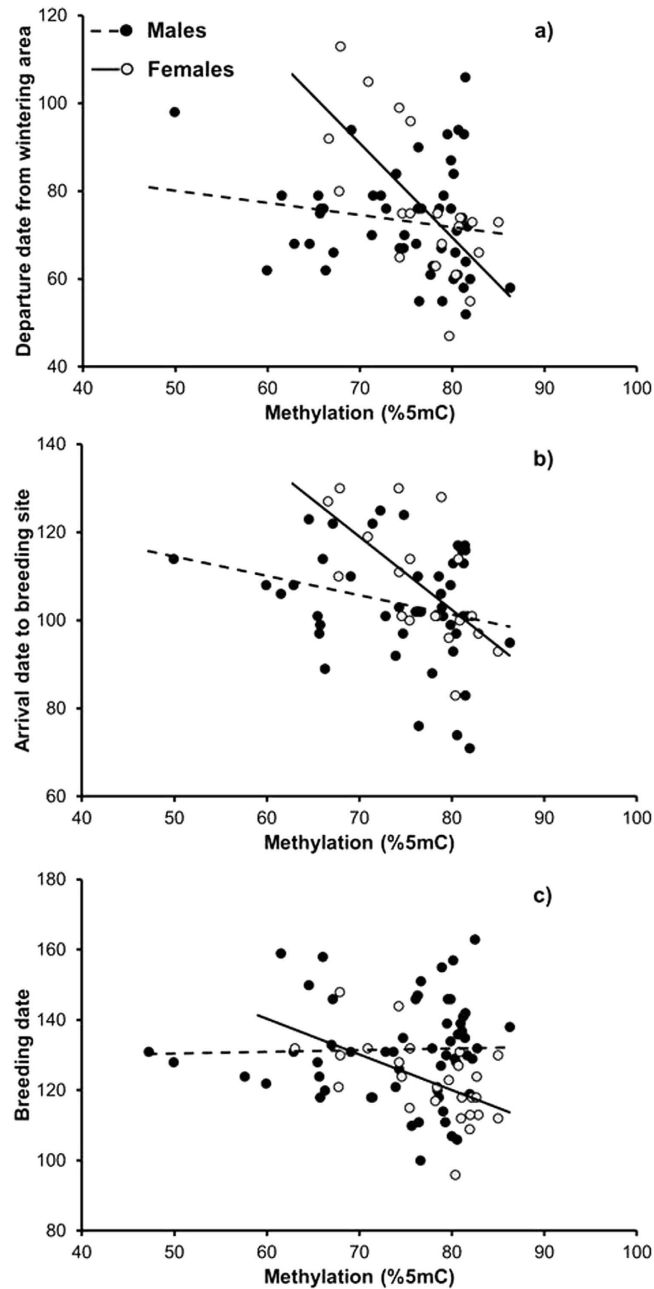 120
a)
Males
Females
100
80
60
40
Departure date from wintering area
40 50 60 70 80 90 100
Methylation (%5mC)
140
b)
120
100
80
60
Arrival date to breeding site
40 50 60 70 80 90 100
Methylation (%5mC)
180
c)
160
140
120
100
80
Breeding date
40 50 60 70 80 90 100
Methylation (%5mC)